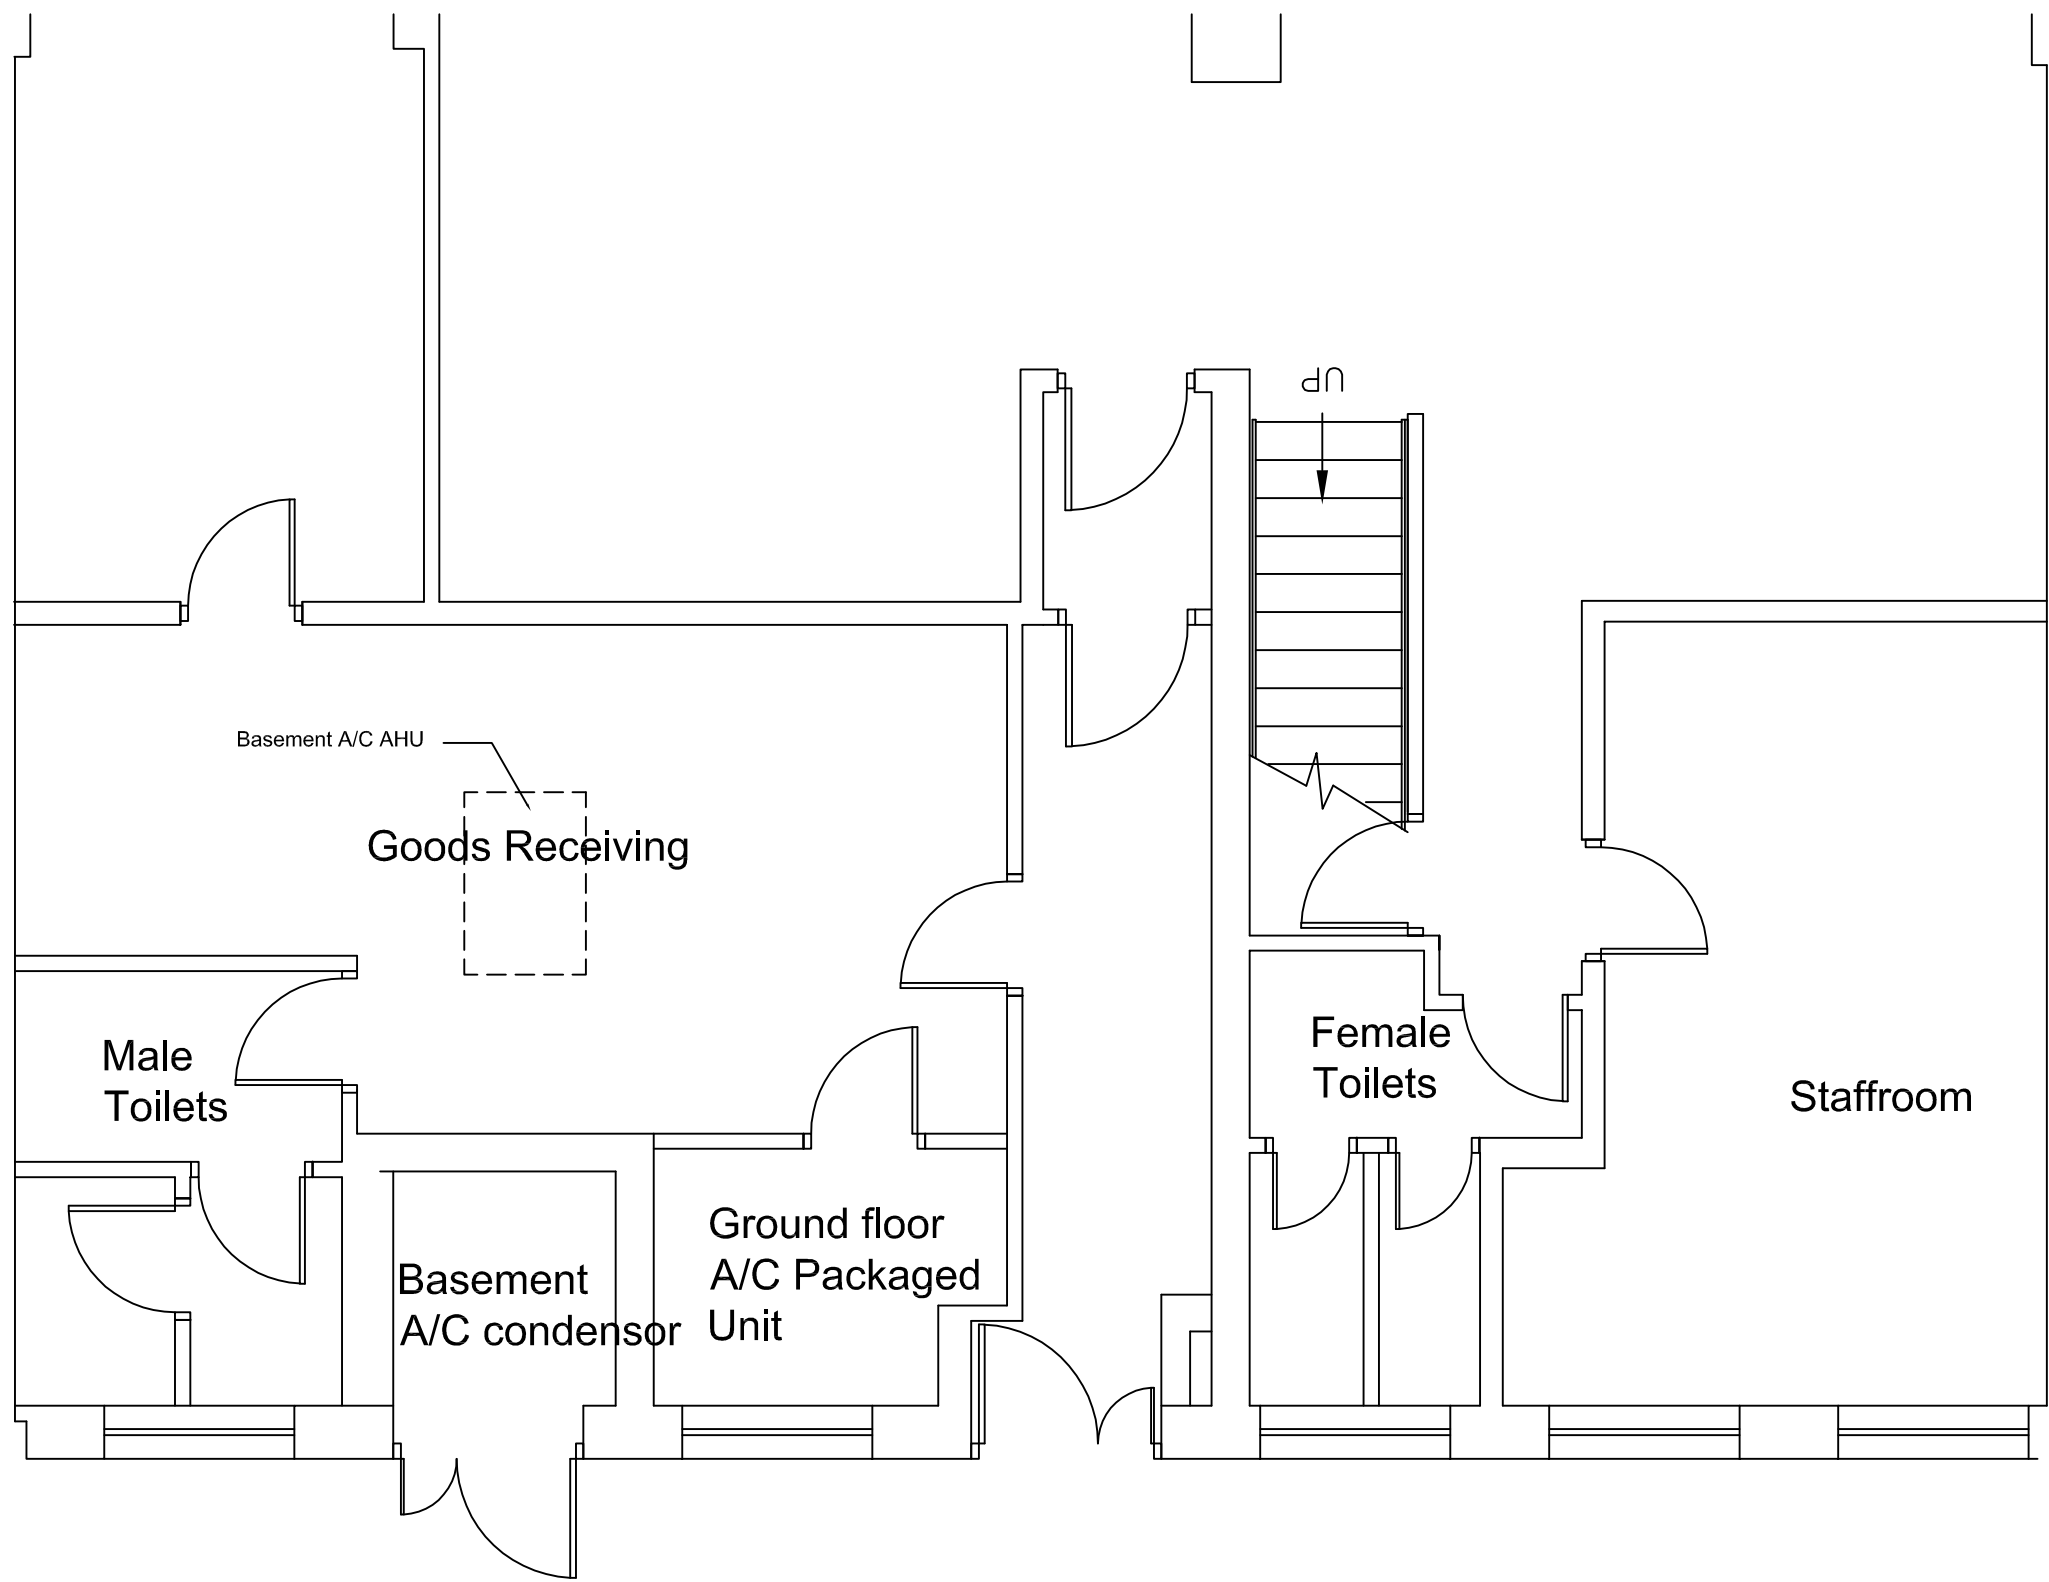 UP
Basement A/C AHU
Goods Receiving
Male
Toilets
Female
Toilets
Staffroom
Ground floor
A/C Packaged
Unit
Basement
A/C condensor